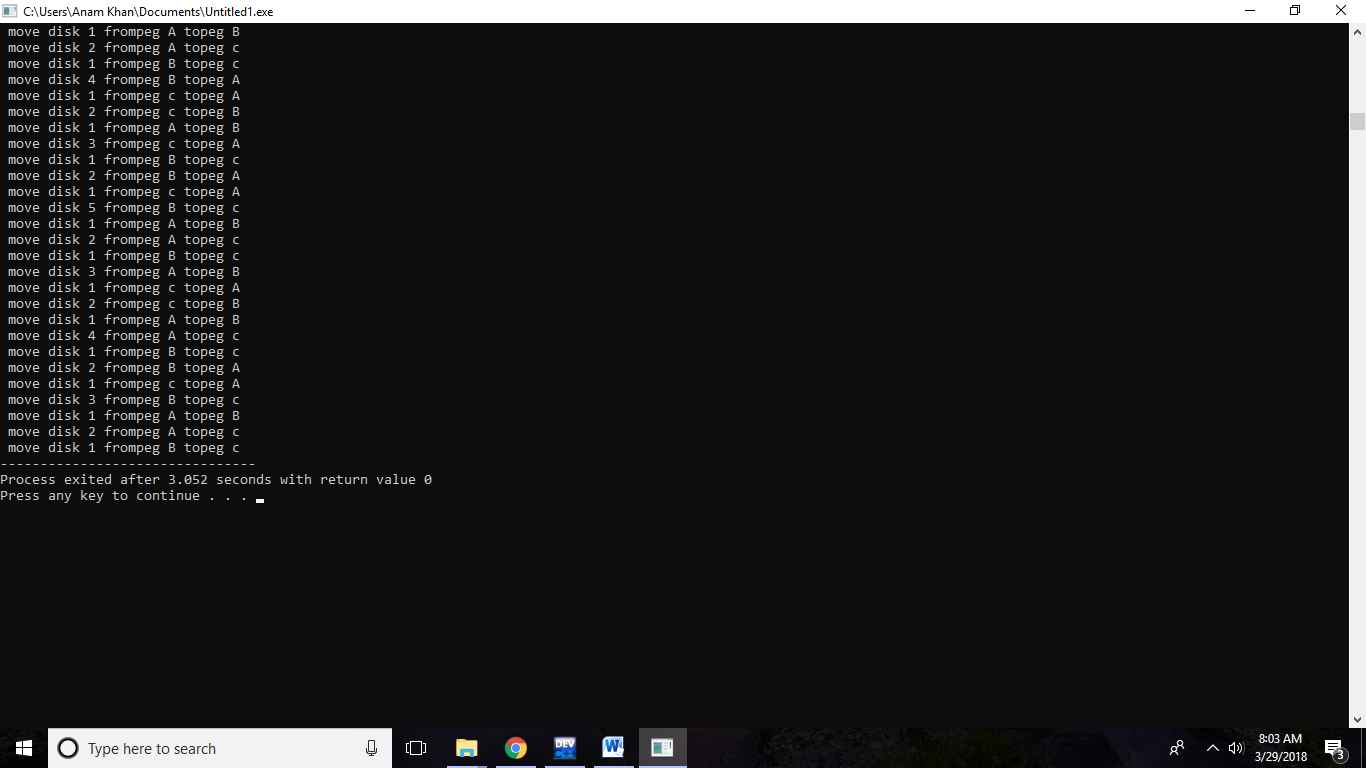 C:\Users\Anam Khan\Documents\Untitled1.exe
move disk 1 frompeg A topeg B
move disk 2 frompeg A topeg c
move disk 1 frompeg B topeg c
move disk 4 frompeg B topeg A
move disk 1 frompeg c topeg A
move disk 2 frompeg c topeg B
move disk 1 frompeg A topeg B
move disk 3 frompeg c topeg A
move disk 1 frompeg B topeg c
move disk 2 frompeg B topeg A
move disk 1 frompeg c topeg A
move disk 5 frompeg B topeg c
move disk 1 frompeg A topeg B
move disk 2 frompeg A topeg c
move disk 1 frompeg B topeg c
move disk 3 frompeg A topeg B
move disk 1 frompeg c topeg A
move disk 2 frompeg c topeg B
move disk 1 frompeg A topeg B
move disk 4 frompeg A topeg c
move disk 1 frompeg B topeg c
move disk 2 frompeg B topeg A
move disk 1 frompeg c topeg A
move disk 3 frompeg B topeg c
move disk 1 frompeg A topeg B
move disk 2 frompeg A topeg c
move disk 1 frompeg B topeg c
--------------------------------
Process exited after 3.052 seconds with return value 0
Press any key to continue . . .
Type here to search
DEV
C++
W
8:03 AM
3/29/2018
3